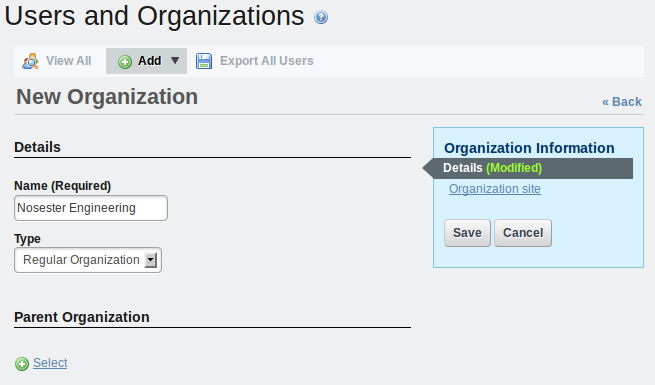 Users and Organizations
View All Add Export All Users
New Organization
« Back
Details
Name (Required)
Nosester Engineering
Type
Regular Organization
Parent Organization
Select
Organization Information
Details (Modified)
Organization site
Save Cancel